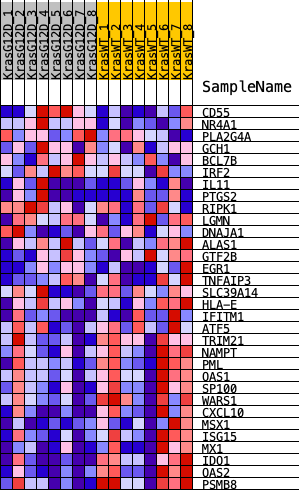 KrasG12D_1
KrasG12D_2
KrasG12D_3
KrasG12D_4
KrasG12D_5
KrasG12D_6
KrasG12D_7
KrasG12D_8
KrasWT_1
KrasWT_2
KrasWT_3
KrasWT_4
KrasWT_5
KrasWT_6
KrasWT_7
KrasWT_8
SampleName
CD55
NR4A1
PLA2G4A
GCH1
BCL7B
IRF2
IL11
PTGS2
RIPK1
LGMN
DNAJA1
ALAS1
GTF2B
EGR1
TNFAIP3
SLC39A14
HLA-E
IFITM1
ATF5
TRIM21
NAMPT
PML
OAS1
SP100
WARS1
CXCL10
MSX1
ISG15
MX1
IDO1
OAS2
PSMB8